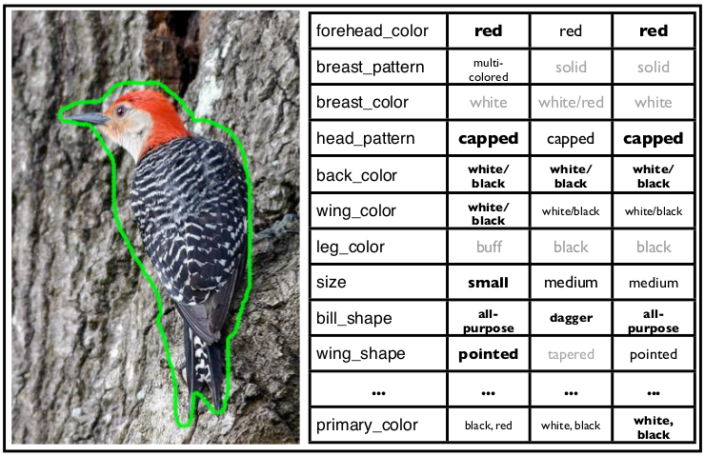 forehead_color red red red
breast_pattern multi-colored solid solid
breast_color white white/red white
head_pattern capped capped capped
back_color white/black white/black white/black
wing_color white/black white/black white/black
leg_color buff black black
size small medium medium
bill_shape all-purpose dagger all-purpose
wing_shape pointed tapered pointed
... ... ... ...
primary_color black, red white, black white, black